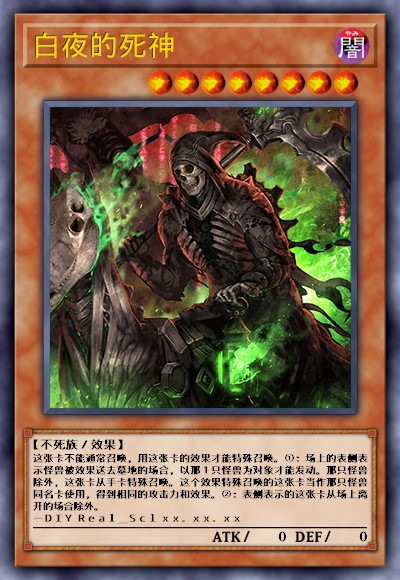 白夜的死神
やみ
闇
【不死族 / 效果】
这张卡不能通常召唤，用这张卡的效果才能特殊召唤。①：场上的表侧表
示怪兽被效果送去墓地的场合，以那１只怪兽为对象才能发动。那只怪兽
除外，这张卡从手卡特殊召唤。这个效果特殊召唤的这张卡当作那只怪兽
同名卡使用，得到相同的攻击力和效果。②：表侧表示的这张卡从场上离
开的场合除外。
－ＤＩＹ Ｒｅａｌ＿Ｓｃｌ ｘｘ．ｘｘ．ｘｘ
ATK / 0 DEF / 0